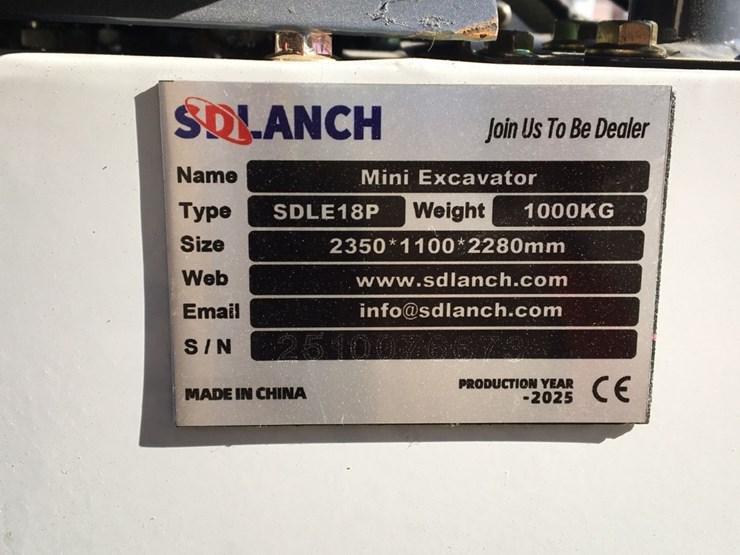 SDLANCH
Join Us To Be Dealer
Name Mini Excavator
Type SDLE18P Weight 1000KG
Size 2350*1100*2280mm
Web www.sdlanch.com
Email info@sdlanch.com
S/N
MADE IN CHINA
PRODUCTION YEAR
-2025
CE